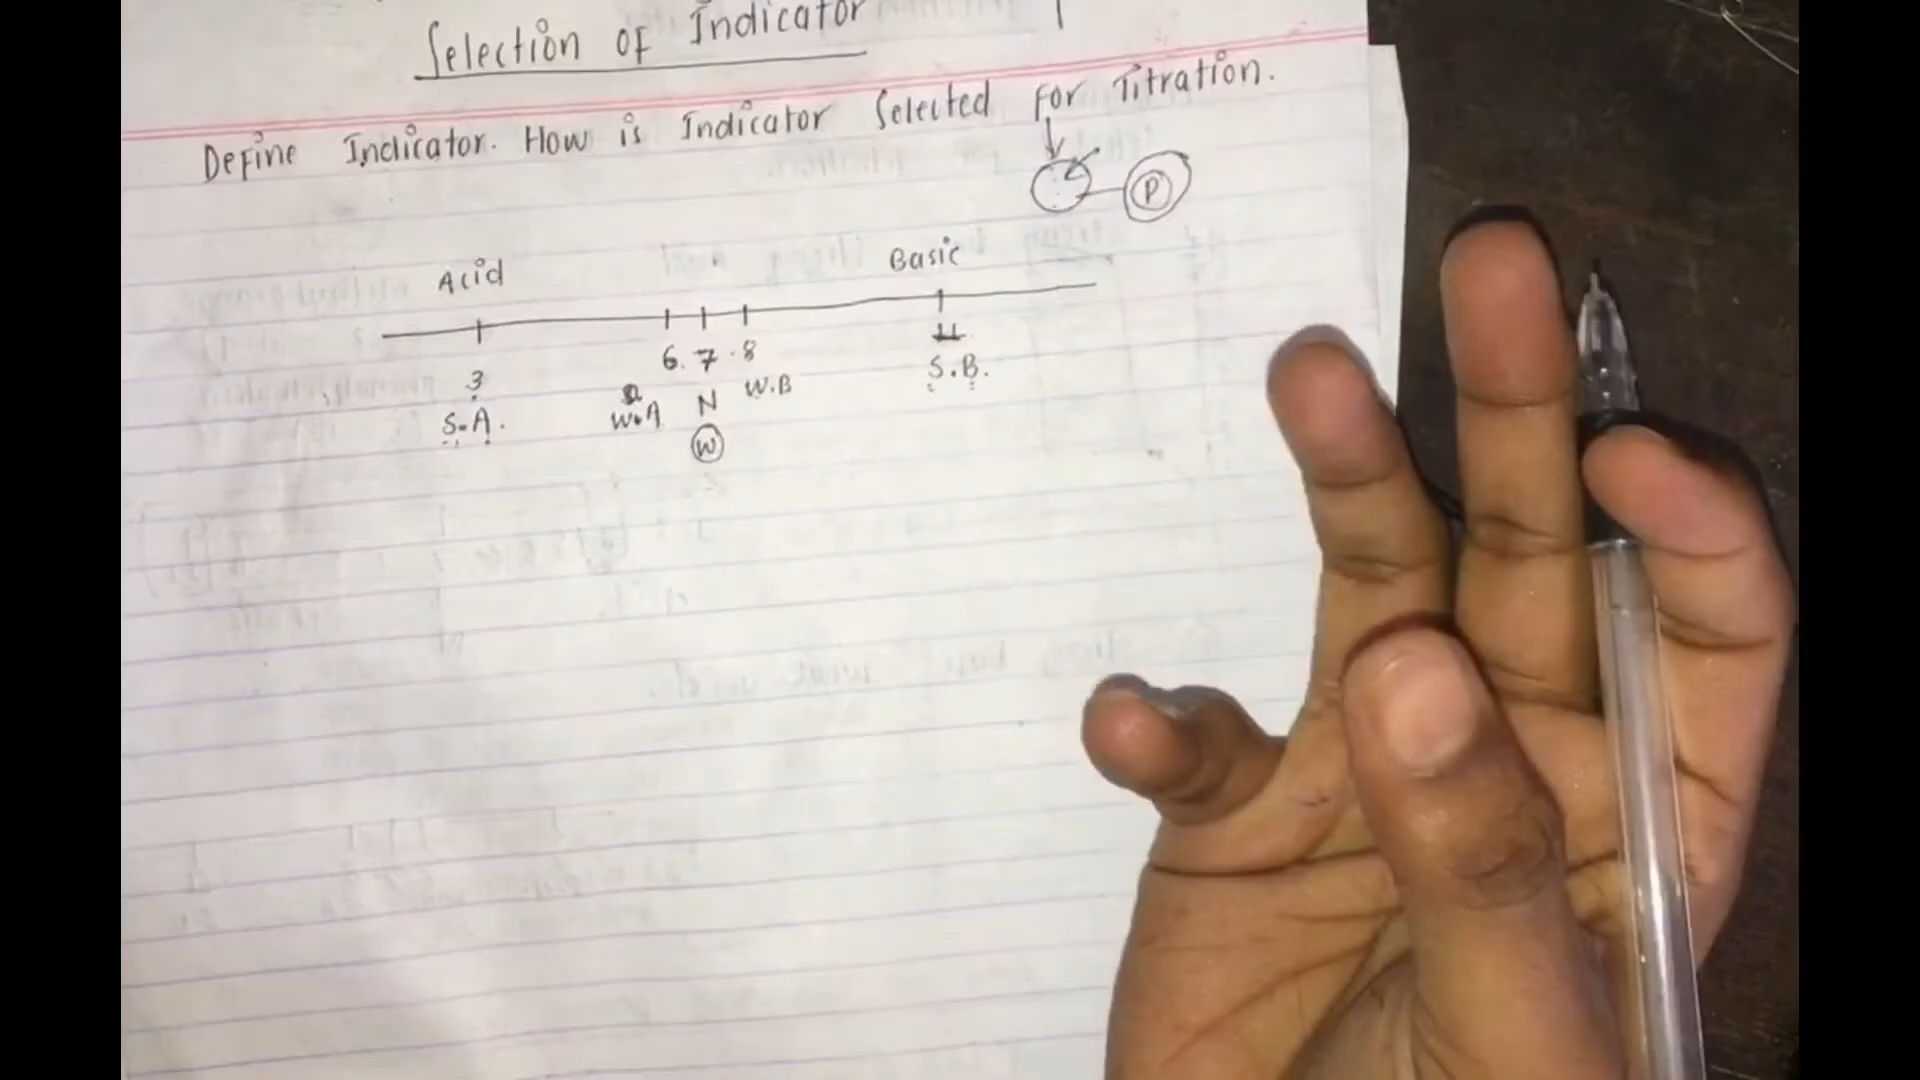 Selection of Indicator
Define Indicator. How is Indicator Selected for Titration.
P
Acid Basic
6. 7 . 8 11
3 W.B S.B.
S.A. W.A N
W